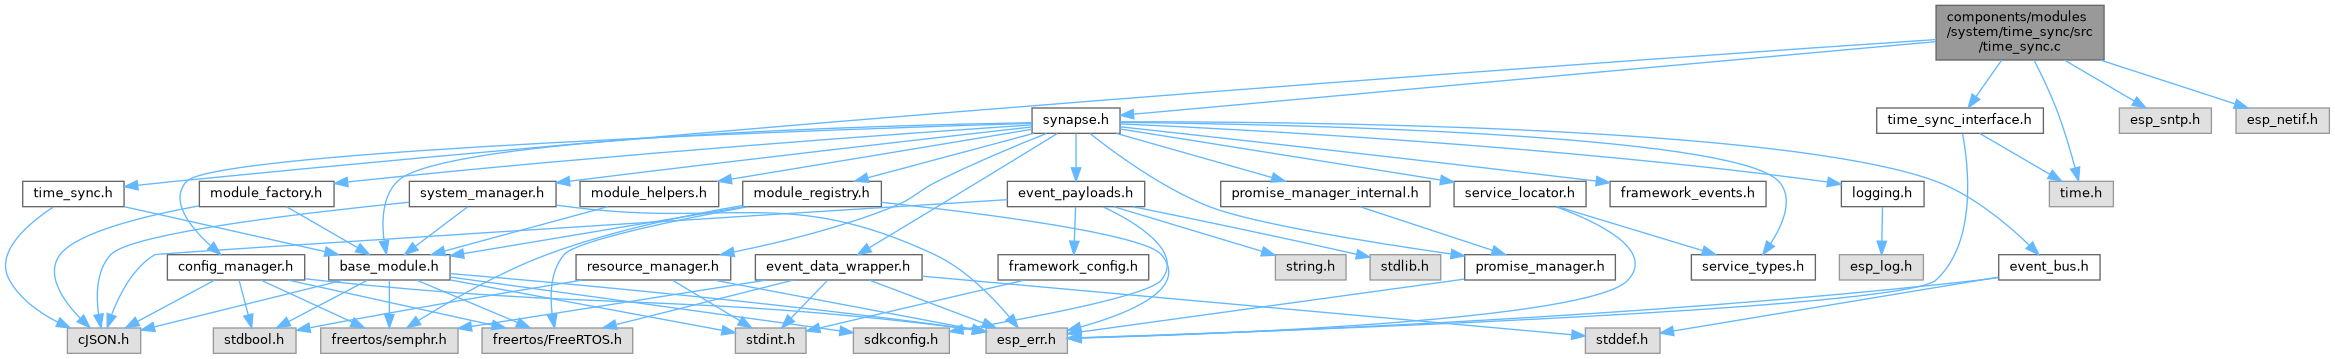 components/modules
/system/time_sync/src
/time_sync.c
synapse.h
time_sync_interface.h
esp_sntp.h
esp_netif.h
time_sync.h
module_factory.h
system_manager.h
module_helpers.h
module_registry.h
event_payloads.h
promise_manager_internal.h
service_locator.h
framework_events.h
logging.h
time.h
config_manager.h
base_module.h
resource_manager.h
event_data_wrapper.h
framework_config.h
string.h
stdlib.h
promise_manager.h
service_types.h
esp_log.h
event_bus.h
cJSON.h
stdbool.h
freertos/semphr.h
freertos/FreeRTOS.h
stdint.h
sdkconfig.h
esp_err.h
stddef.h